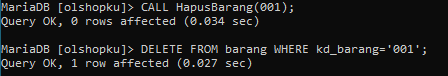 MariaDB [olshopku]> CALL HapusBarang(001);
Query OK, 0 rows affected (0.034 sec)
MariaDB [olshopku]> DELETE FROM barang WHERE kd_barang='001';
Query OK, 1 row affected (0.027 sec)